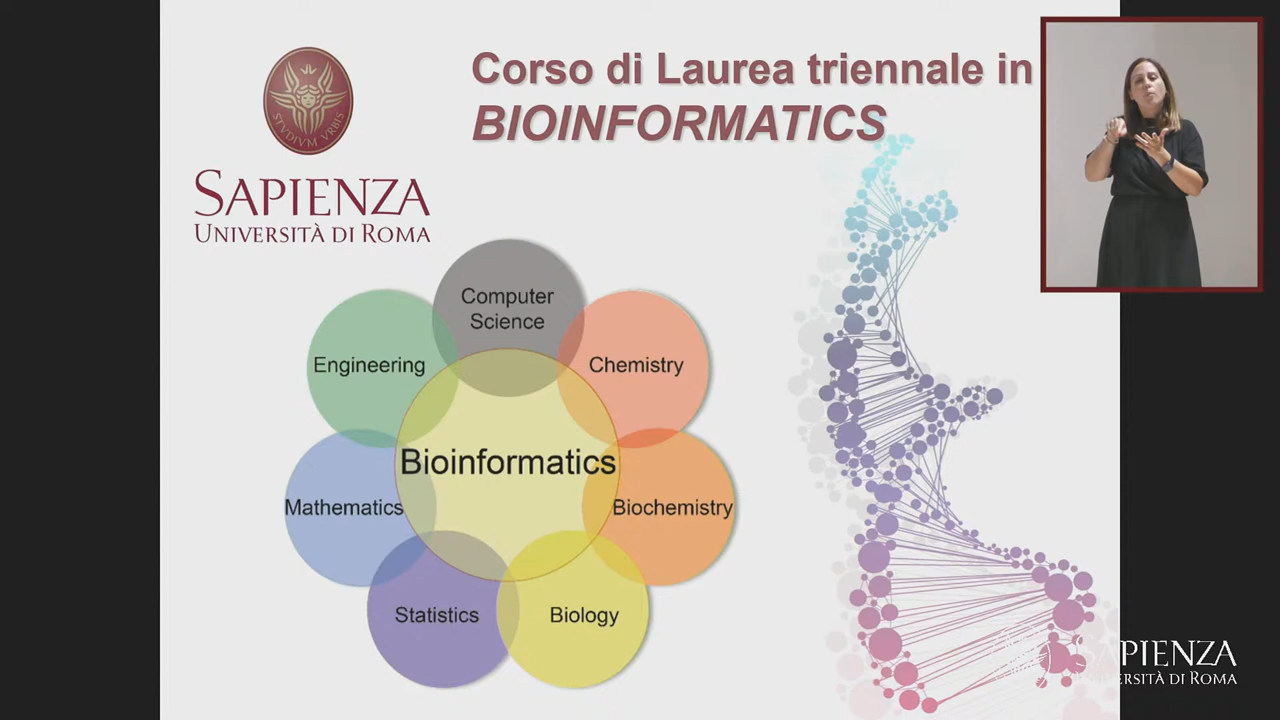 Corso di Laurea triennale in
BIOINFORMATICS
STVDIVM VRBIS
SAPIENZA
UNIVERSITÀ DI ROMA
Computer
Science
Engineering
Chemistry
Bioinformatics
Mathematics
Biochemistry
Statistics
Biology
SAPIENZA
UNIVERSITÀ DI ROMA